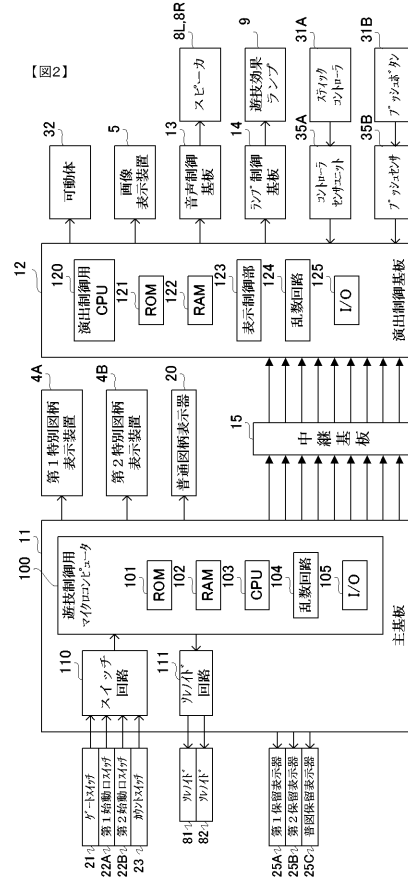 【図2】
32
可動体
5
画像
表示装置
13
音声制御
基板
8L,8R
スピーカ
14
ランプ制御
基板
9
遊技効果
ランプ
35A
コントローラ
センサユニット
31A
スティック
コントローラ
35B
プッシュセンサ
31B
プッシュボタン
12
120
演出制御用
CPU
121
ROM
122
RAM
123
表示制御部
124
乱数回路
125
I/O
演出制御基板
4A
第1特別図柄
表示装置
4B
第2特別図柄
表示装置
20
普通図柄表示器
15
中継基板
11
100
遊技制御用
マイクロコンピュータ
101
ROM
102
RAM
103
CPU
104
乱数回路
105
I/O
主基板
110
スイッチ
回路
111
ソレノイド
回路
21
ゲートスイッチ
22A
第1始動口スイッチ
22B
第2始動口スイッチ
23
カウントスイッチ
81
ソレノイド
82
ソレノイド
25A
第1保留表示器
25B
第2保留表示器
25C
普図保留表示器